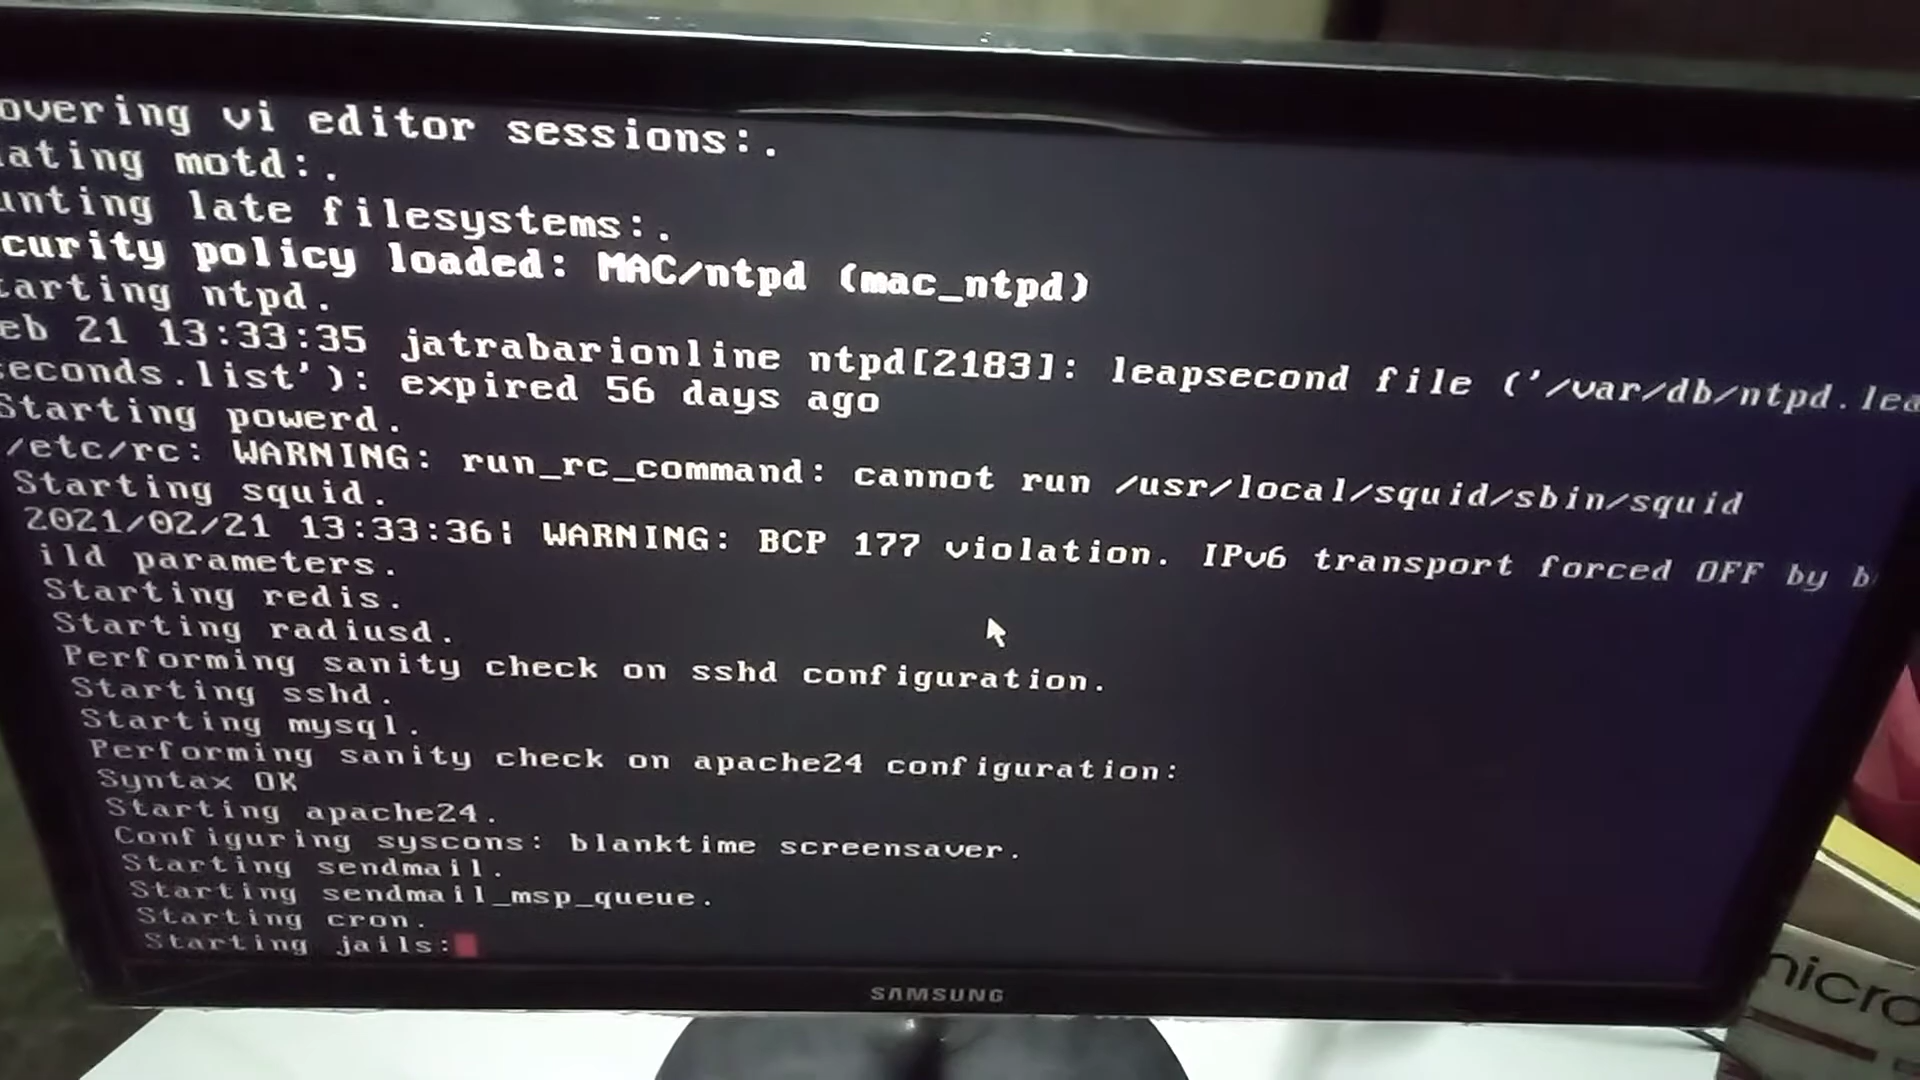 overing vi editor sessions:.
ating motd:.
unting late filesystems:.
curity policy loaded: MAC/ntpd (mac_ntpd)
tarting ntpd.
eb 21 13:33:35 jatrabarionline ntpd[2183]: leapsecond file ('/var/db/ntpd.lea
seconds.list'): expired 56 days ago
Starting powerd.
/etc/rc: WARNING: run_rc_command: cannot run /usr/local/squid/sbin/squid
Starting squid.
2021/02/21 13:33:36| WARNING: BCP 177 violation. IPv6 transport forced OFF by b
ild parameters.
Starting redis.
Starting radiusd.
Performing sanity check on sshd configuration.
Starting sshd.
Starting mysql.
Performing sanity check on apache24 configuration:
Syntax OK
Starting apache24.
Configuring syscons: blanktime screensaver.
Starting sendmail.
Starting sendmail_msp_queue.
Starting cron.
Starting jails:
SAMSUNG
micro